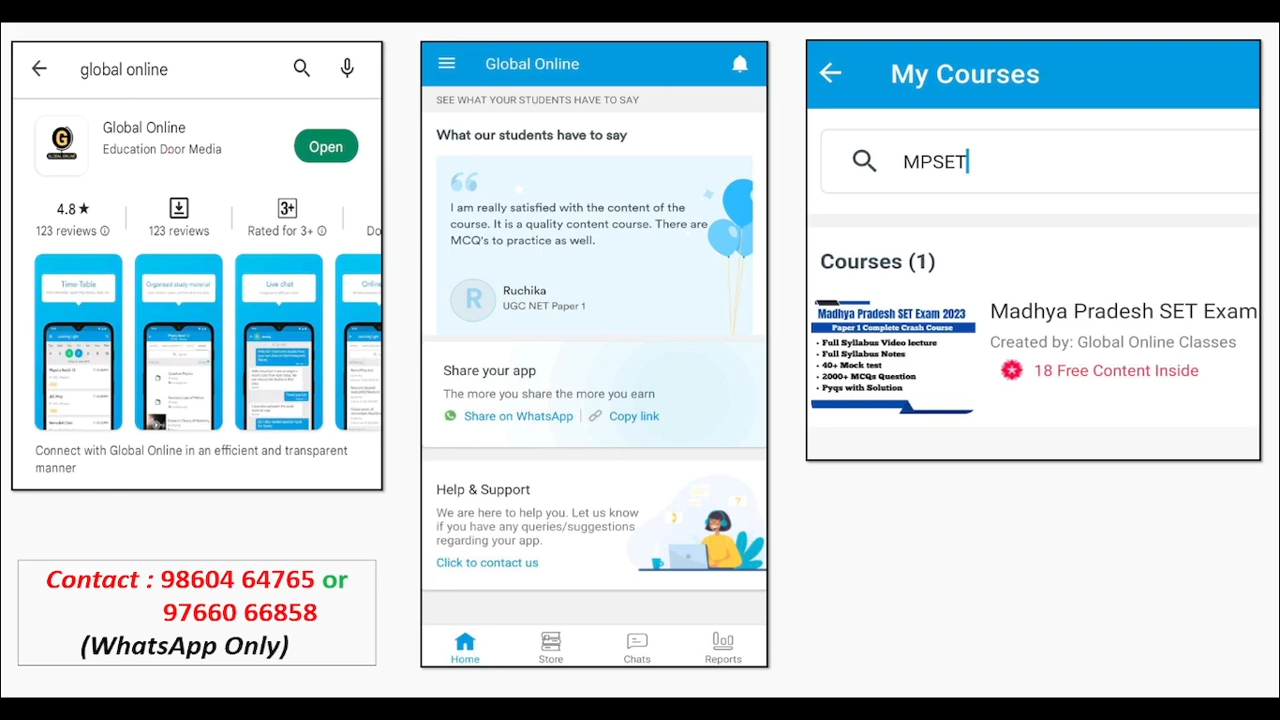 global online
Global Online
Education Door Media
Open
4.8★
123 reviews
123 reviews
3+
Rated for 3+
Do
Time-Table
Organised study material
Live chat
Online
Connect with Global Online in an efficient and transparent
manner
Contact : 98604 64765 or
97660 66858
(WhatsApp Only)
Global Online
SEE WHAT YOUR STUDENTS HAVE TO SAY
What our students have to say
I am really satisfied with the content of the
course. It is a quality content course. There are
MCQ's to practice as well.
R
Ruchika
UGC NET Paper 1
Share your app
The more you share the more you earn
Share on WhatsApp
Copy link
Help & Support
We are here to help you. Let us know
if you have any queries/suggestions
regarding your app.
Click to contact us
Home
Store
Chats
Reports
My Courses
MPSET
Courses (1)
Madhya Pradesh SET Exam 2023
Paper 1 Complete Crash Course
• Full Syllabus Video lecture
• Full Syllabus Notes
• 40+ Mock test
• 2000+ MCQs Question
• Pyqs with Solution
Madhya Pradesh SET Exam
Created by: Global Online Classes
18 Free Content Inside